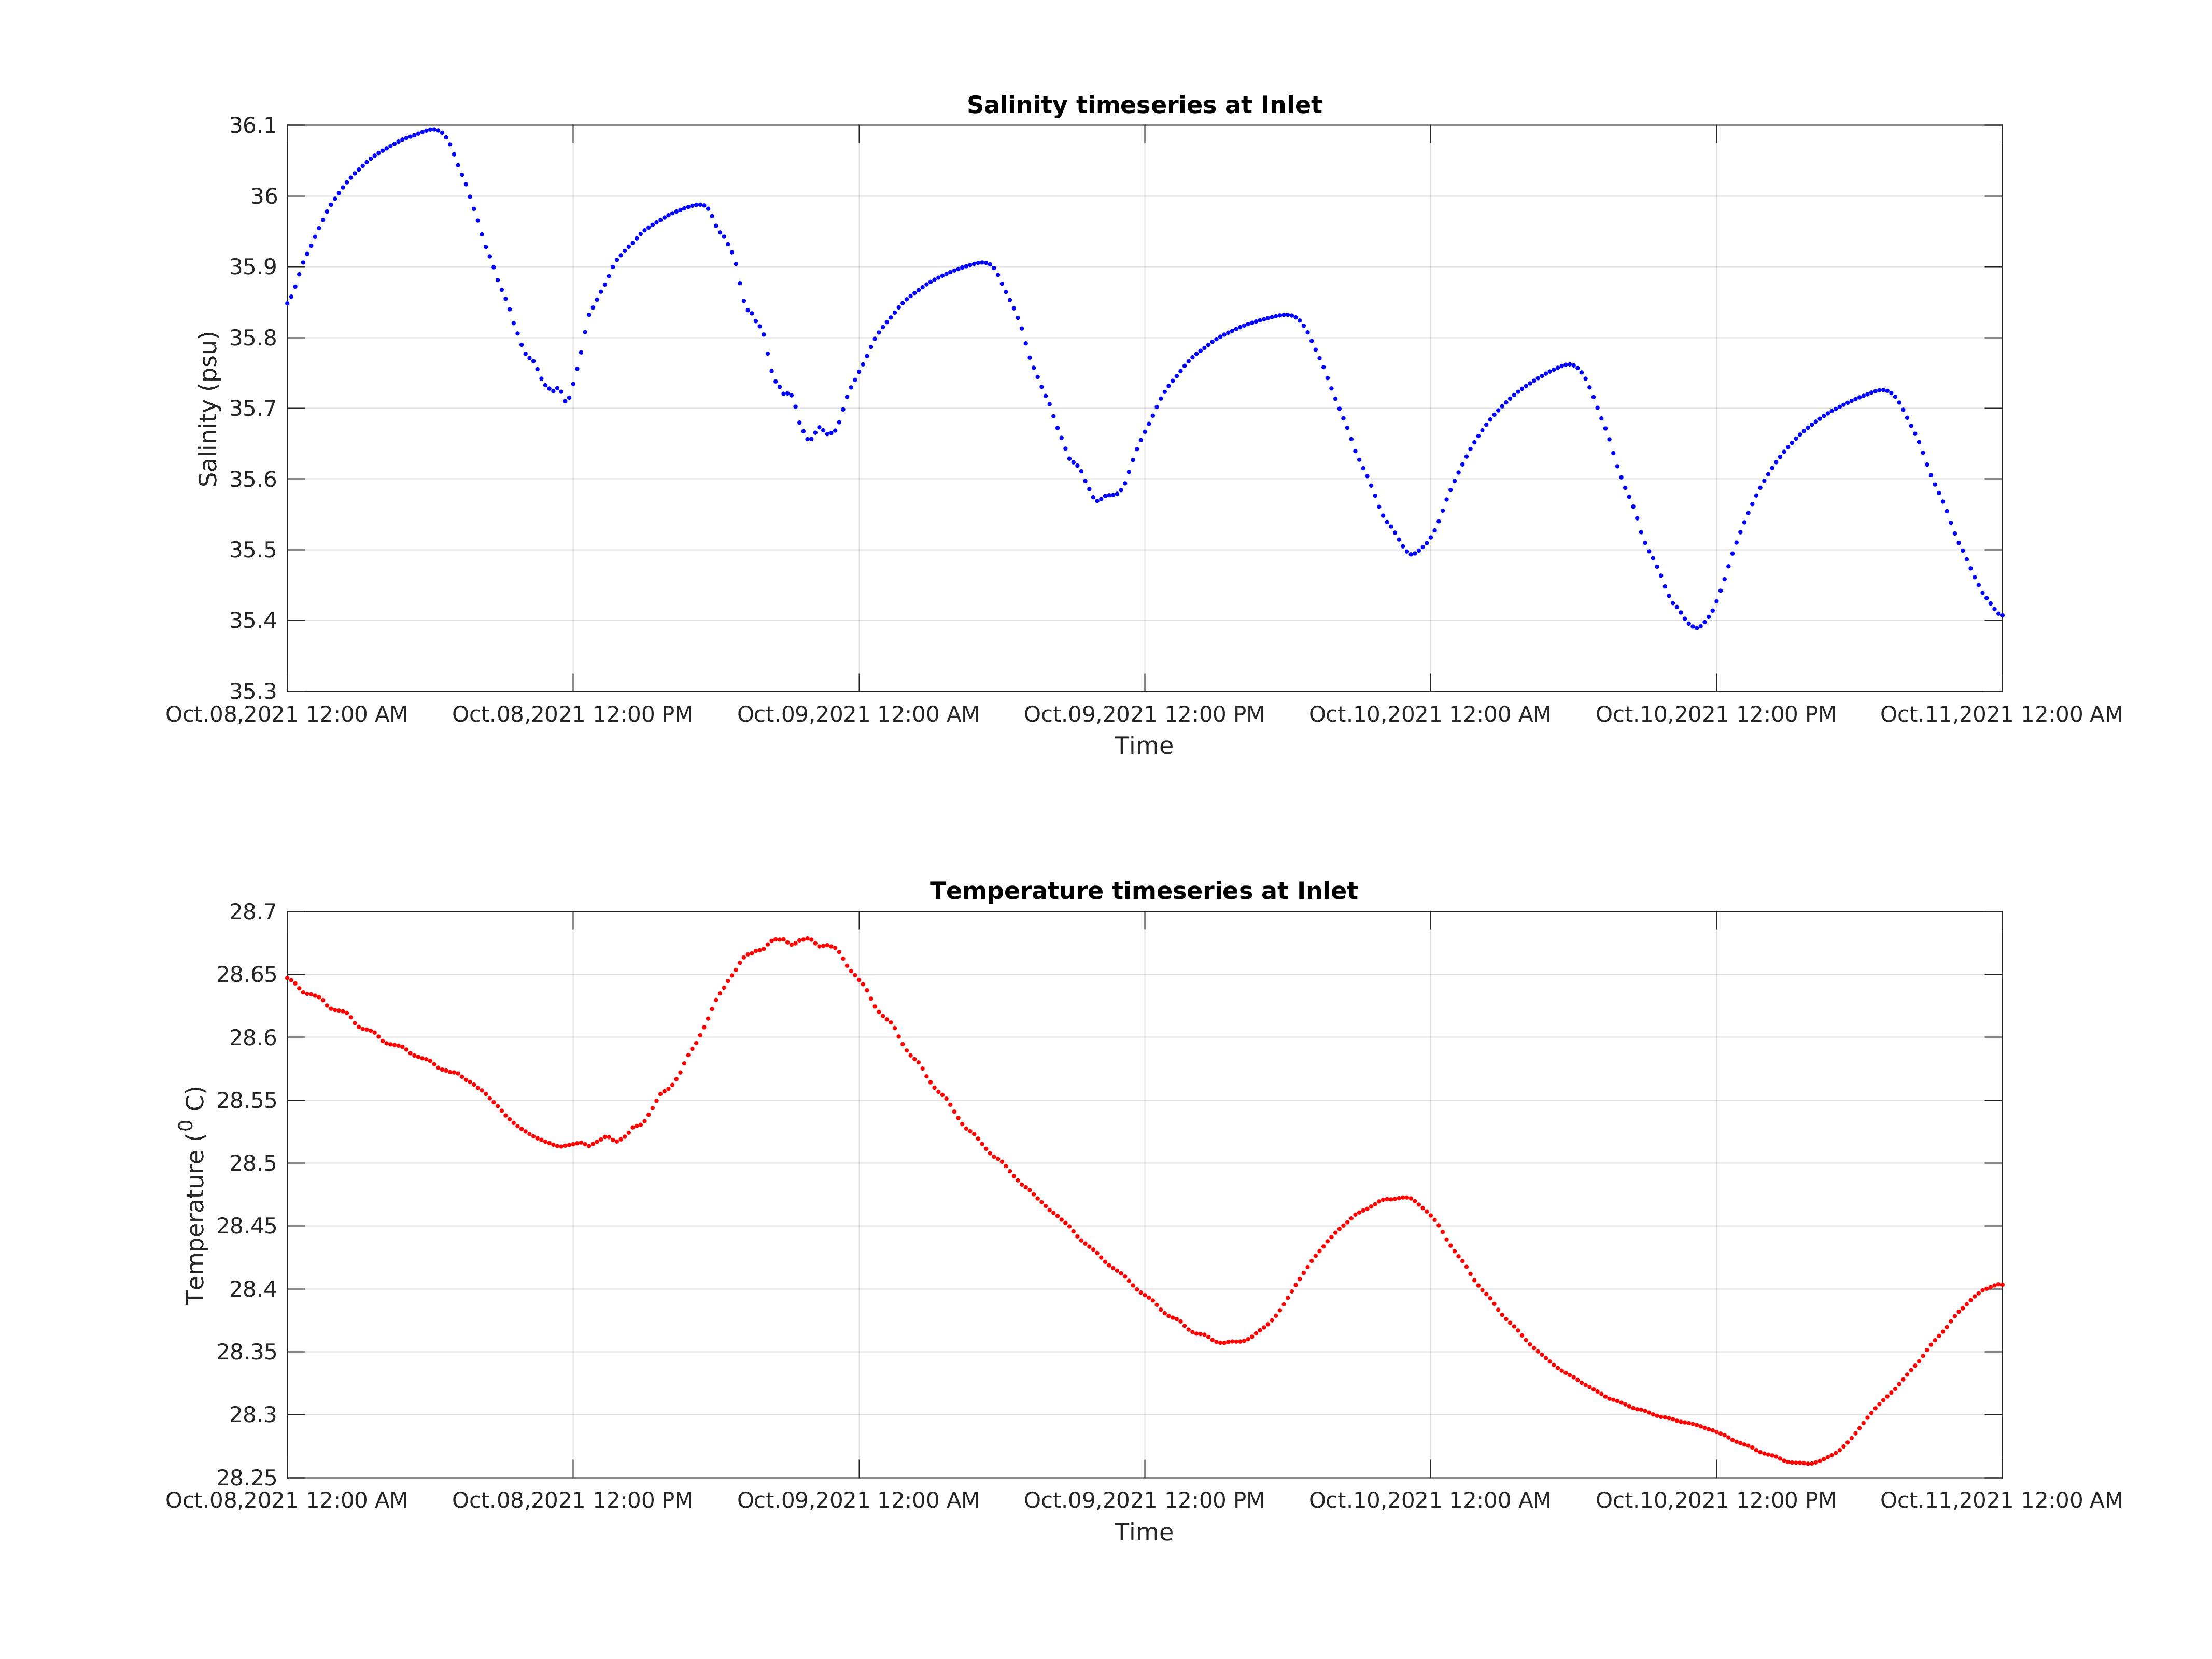 Salinity timeseries at Inlet
36.1
36
35.9
35.8
35.7
35.6
35.5
35.4
35.3
Salinity (psu)
Oct.08,2021 12:00 AM Oct.08,2021 12:00 PM Oct.09,2021 12:00 AM Oct.09,2021 12:00 PM Oct.10,2021 12:00 AM Oct.10,2021 12:00 PM Oct.11,2021 12:00 AM
Time
Temperature timeseries at Inlet
28.7
28.65
28.6
28.55
28.5
28.45
28.4
28.35
28.3
28.25
Temperature (⁰ C)
Oct.08,2021 12:00 AM Oct.08,2021 12:00 PM Oct.09,2021 12:00 AM Oct.09,2021 12:00 PM Oct.10,2021 12:00 AM Oct.10,2021 12:00 PM Oct.11,2021 12:00 AM
Time